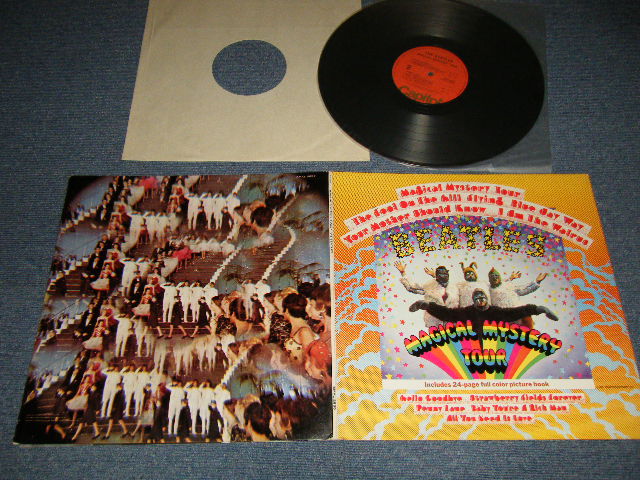 THE BEATLES
Capitol
Magical Mystery Tour
The Fool On The Hill Flying Blue Jay Way
Your Mother Should Know I Am The Walrus
BEATLES
MAGICAL MYSTERY
TOUR
Includes 24-page full color picture book
Hello Goodbye Strawberry Fields Forever
Penny Lane Baby You're A Rich Man
All You Need Is Love